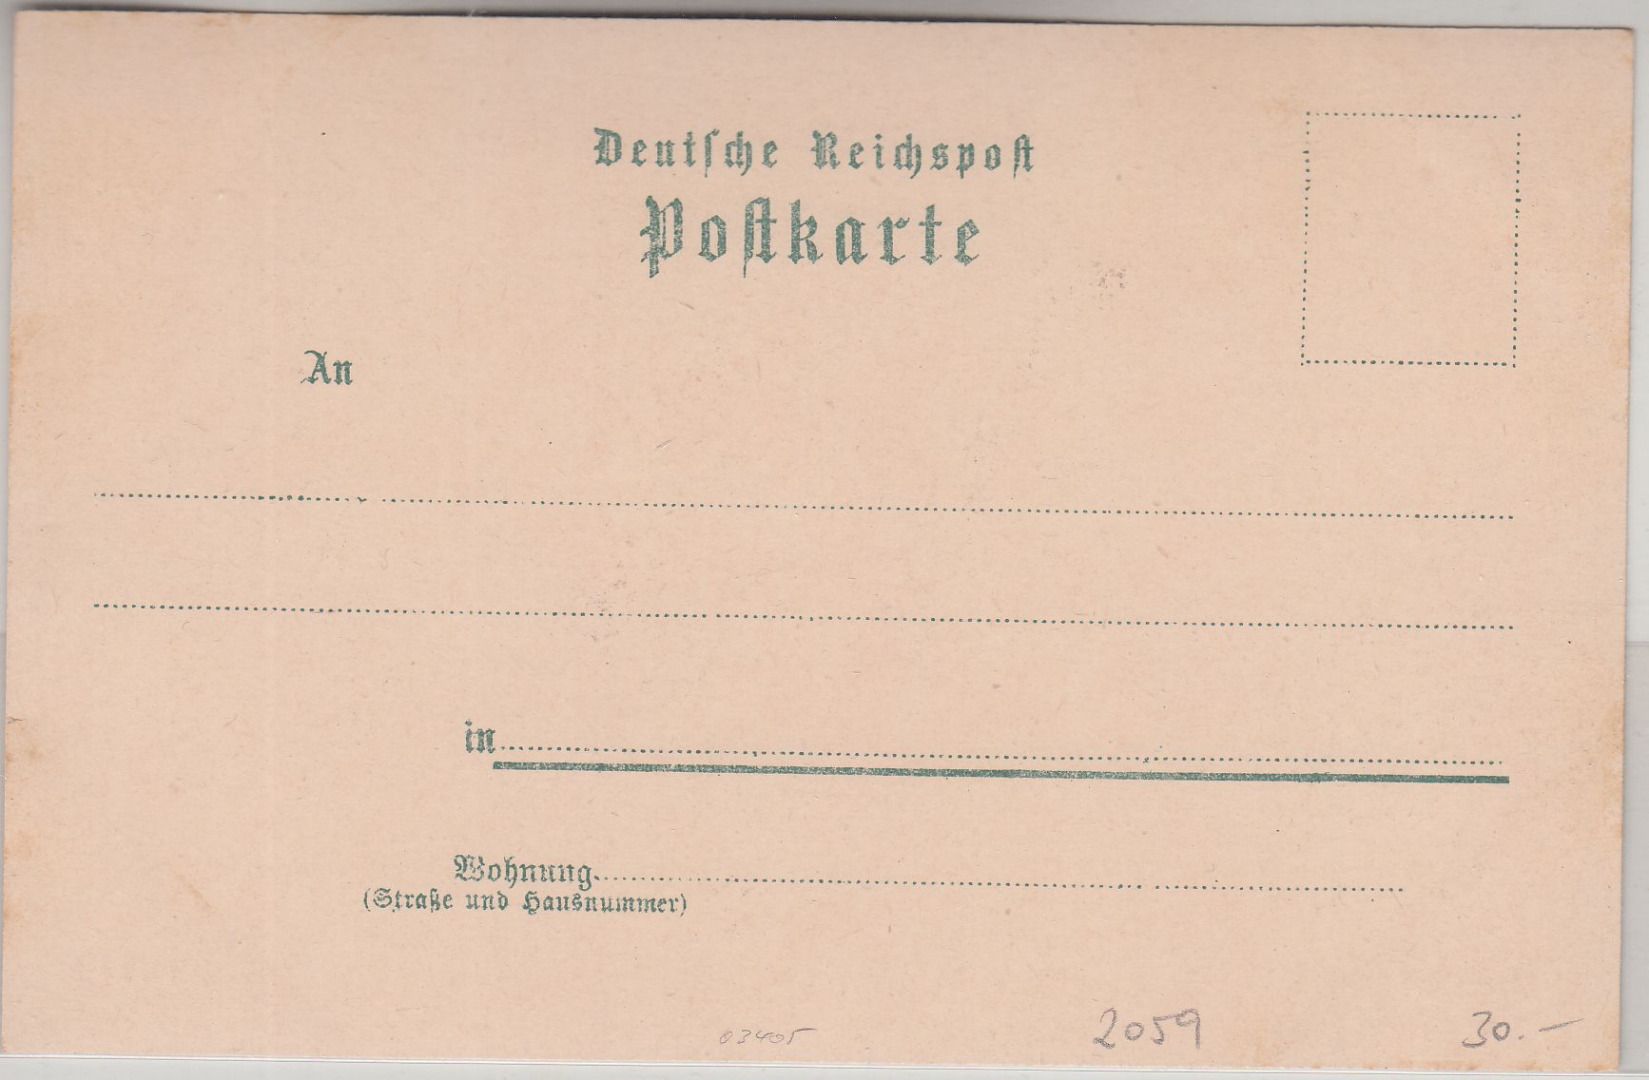 Deutſche Reichspoſt
Poſtkarte
An
in
Wohnung
(Straße und Hausnummer)
03405
2059
30.-